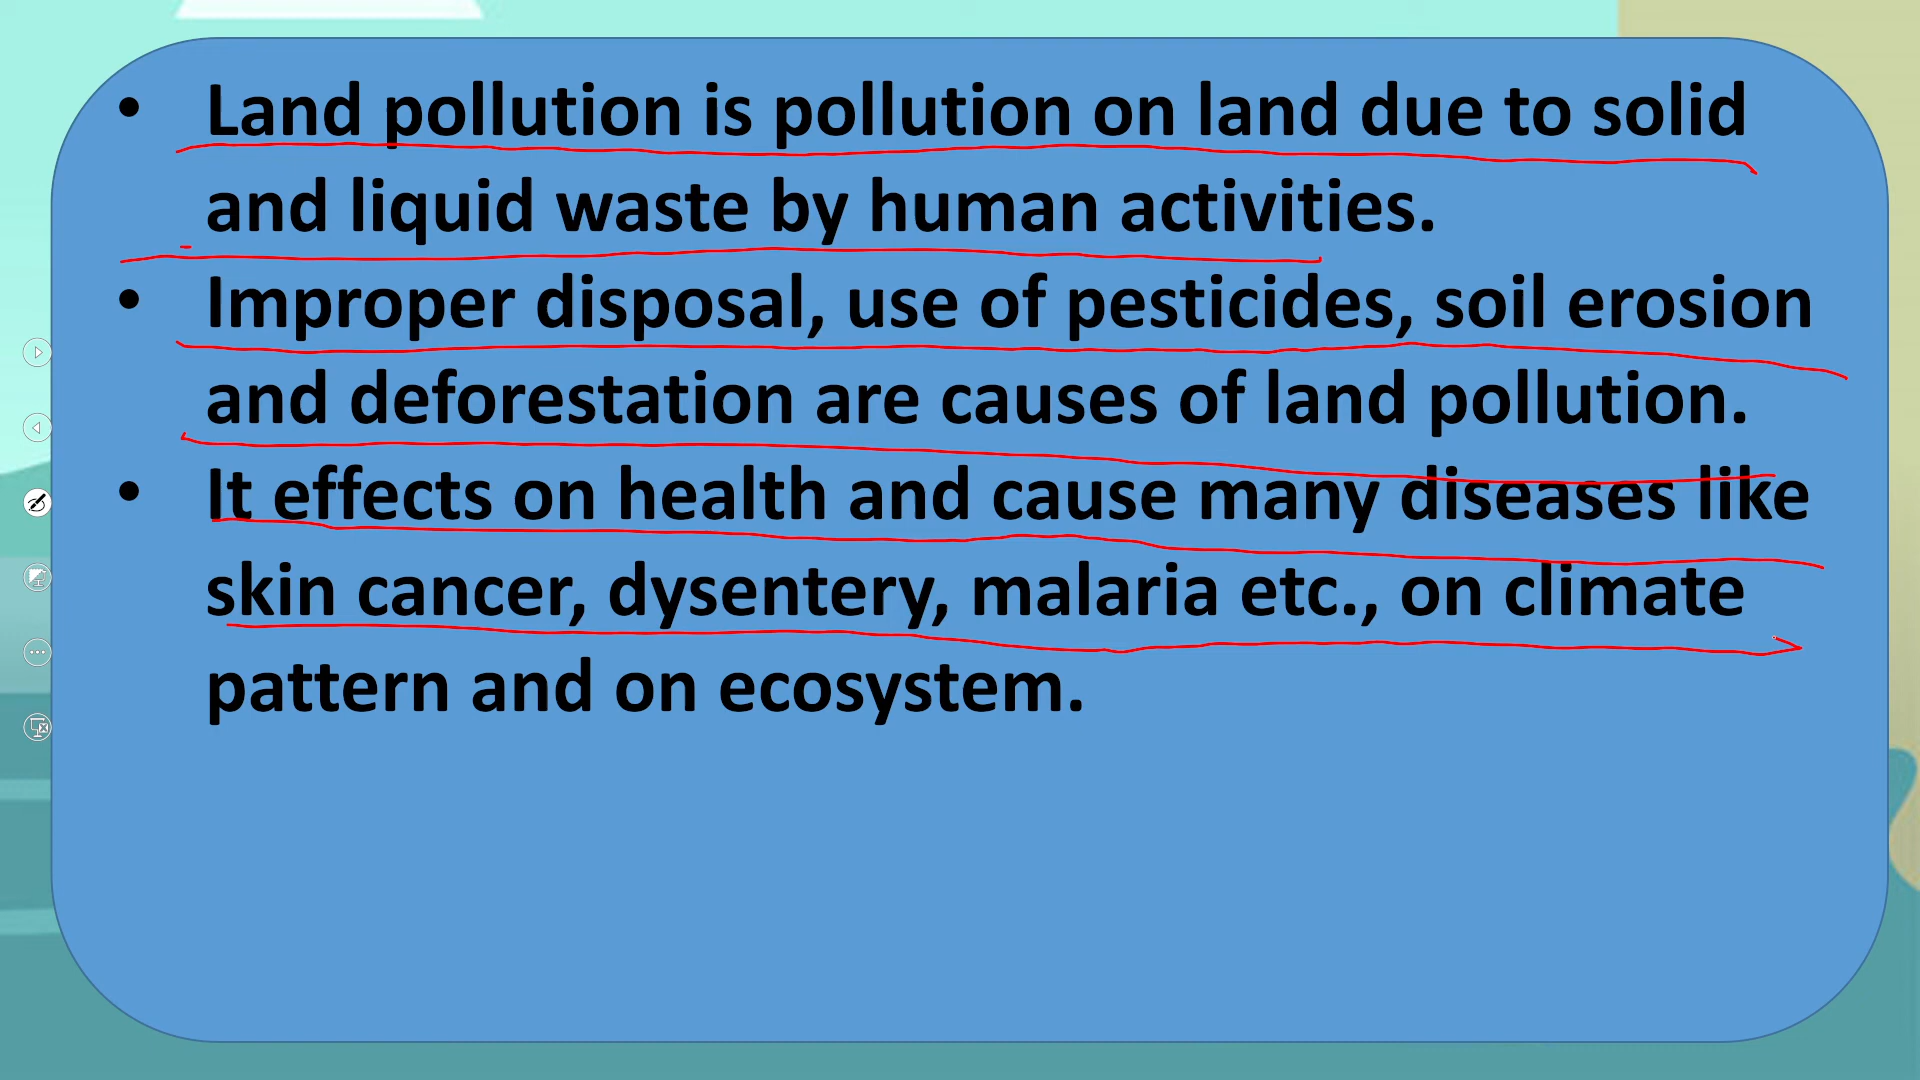 • Land pollution is pollution on land due to solid
and liquid waste by human activities.
• Improper disposal, use of pesticides, soil erosion
and deforestation are causes of land pollution.
• It effects on health and cause many diseases like
skin cancer, dysentery, malaria etc., on climate
pattern and on ecosystem.